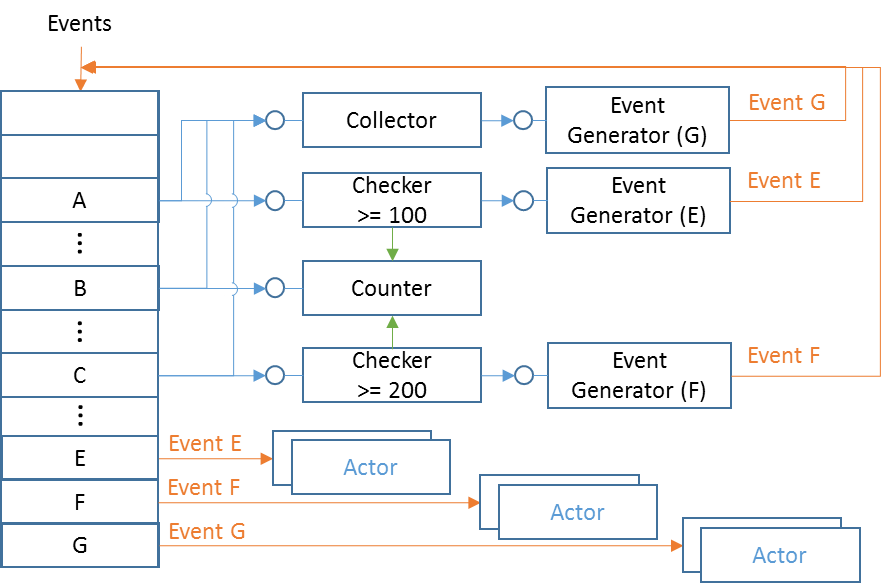 Events
Collector
Event
Generator (G)
Event G
A
Checker
>= 100
Event
Generator (E)
Event E
B
Counter
C
Checker
>= 200
Event
Generator (F)
Event F
E
Event E
Actor
F
Event F
Actor
G
Event G
Actor